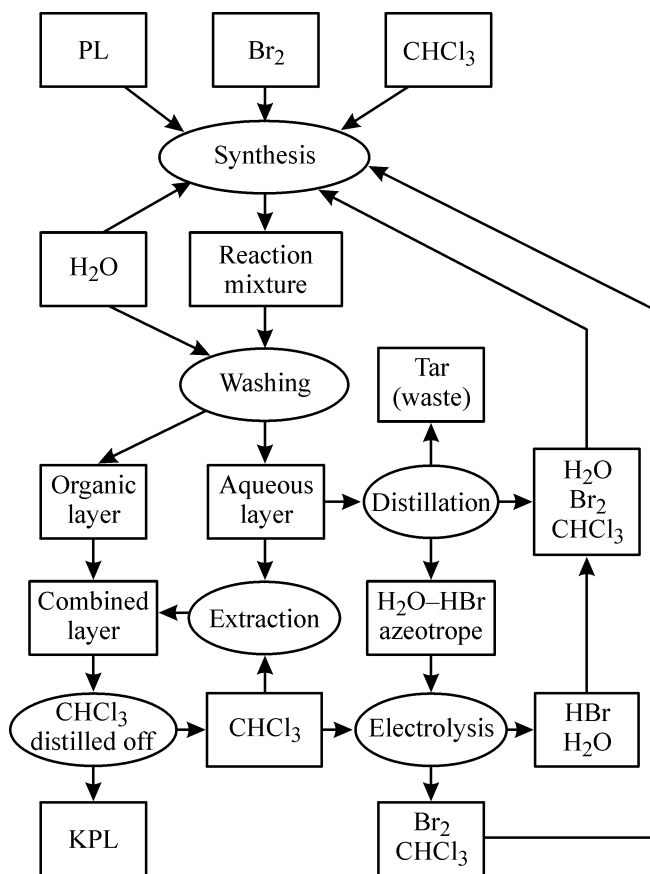 PL
Br₂
CHCl₃
Synthesis
H₂O
Reaction
mixture
Washing
Tar
(waste)
Organic
layer
Aqueous
layer
Distillation
H₂O
Br₂
CHCl₃
Combined
layer
Extraction
H₂O–HBr
azeotrope
CHCl₃
distilled off
CHCl₃
Electrolysis
HBr
H₂O
KPL
Br₂
CHCl₃